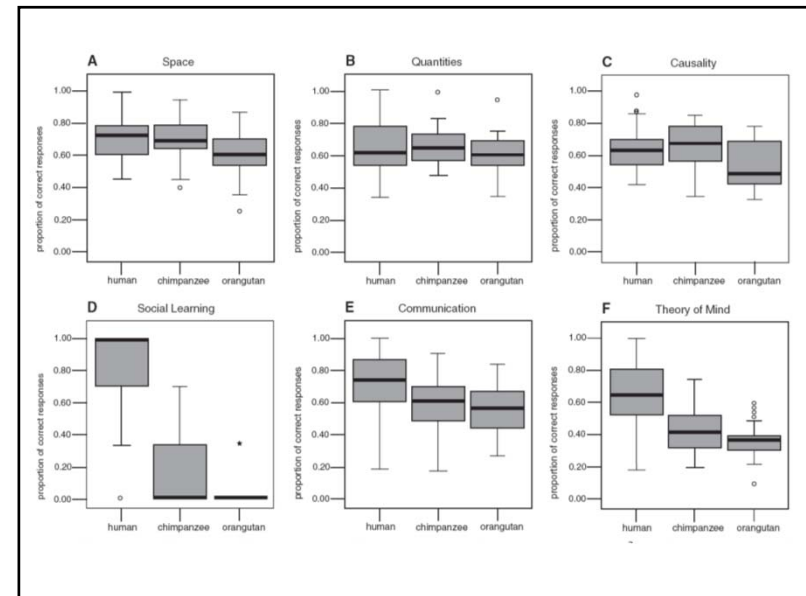 A Space
B Quantities
C Causality
proportion of correct responses
1.00
0.80
0.60
0.40
0.20
0.00
human chimpanzee orangutan
proportion of correct responses
1.00
0.80
0.60
0.40
0.20
0.00
human chimpanzee orangutan
proportion of correct responses
1.00
0.80
0.60
0.40
0.20
0.00
human chimpanzee orangutan
D Social Learning
E Communication
F Theory of Mind
proportion of correct responses
1.00
0.80
0.60
0.40
0.20
0.00
human chimpanzee orangutan
proportion of correct responses
1.00
0.80
0.60
0.40
0.20
0.00
human chimpanzee orangutan
proportion of correct responses
1.00
0.80
0.60
0.40
0.20
0.00
human chimpanzee orangutan